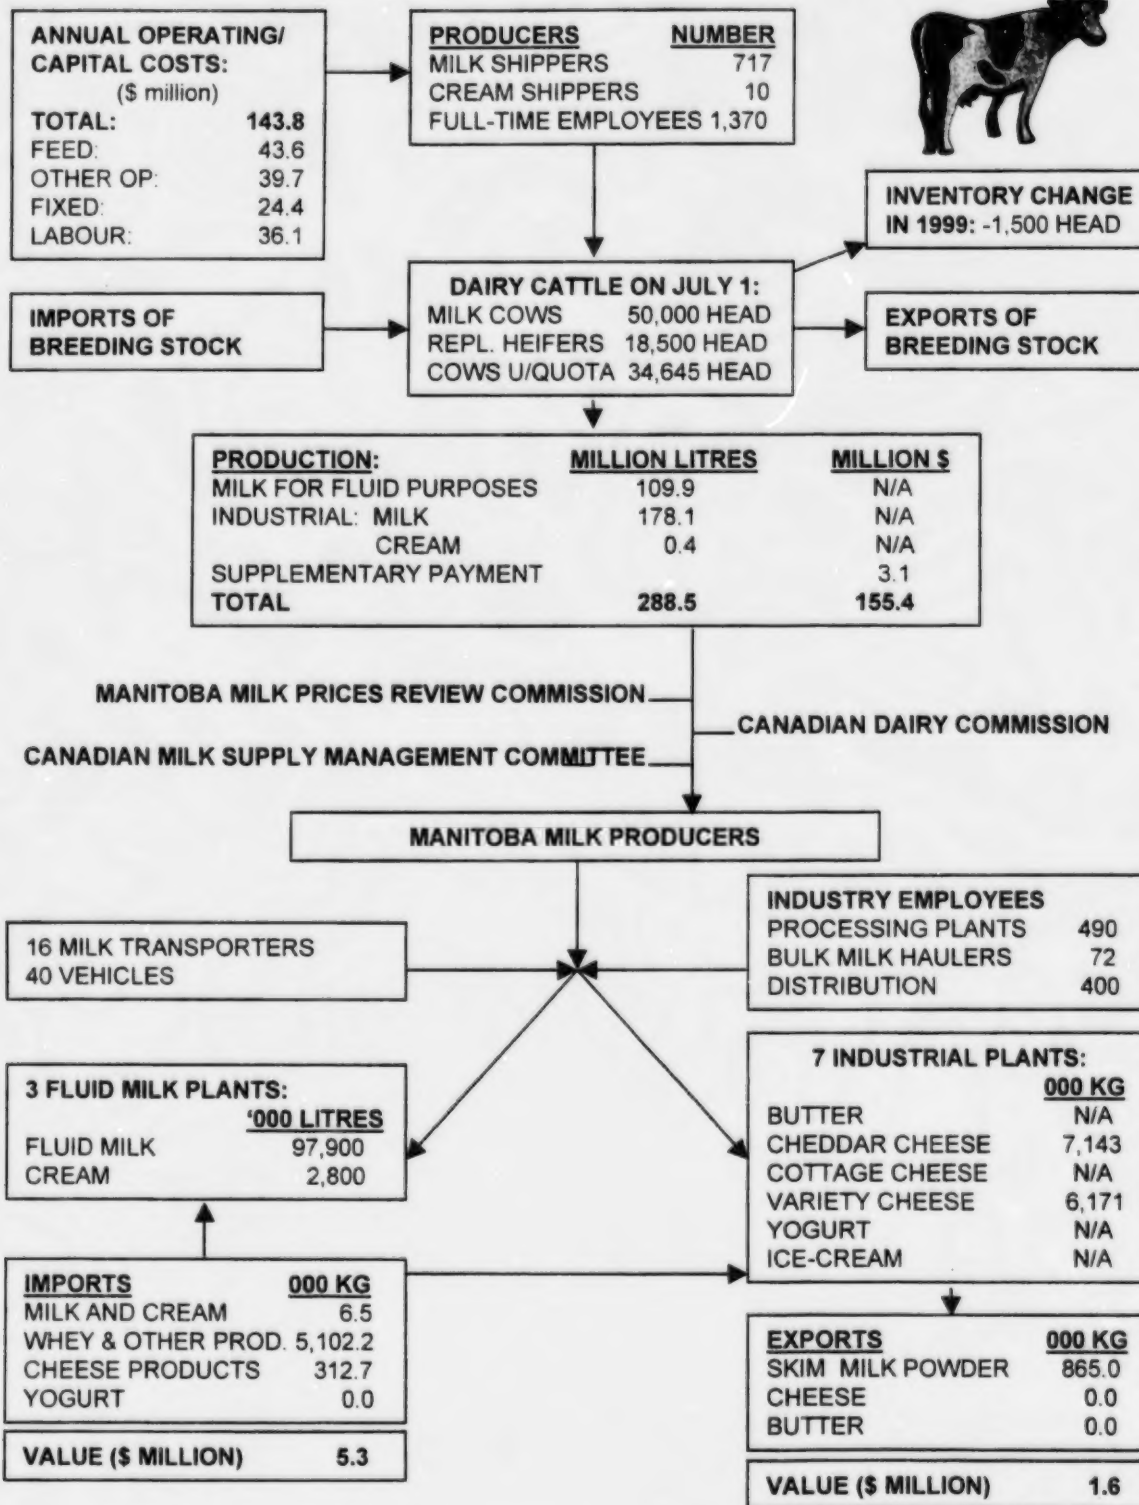 ANNUAL OPERATING/
CAPITAL COSTS:
($ million)
TOTAL: 143.8
FEED: 43.6
OTHER OP: 39.7
FIXED: 24.4
LABOUR: 36.1
PRODUCERS NUMBER
MILK SHIPPERS 717
CREAM SHIPPERS 10
FULL-TIME EMPLOYEES 1,370
INVENTORY CHANGE
IN 1999: -1,500 HEAD
IMPORTS OF
BREEDING STOCK
DAIRY CATTLE ON JULY 1:
MILK COWS 50,000 HEAD
REPL. HEIFERS 18,500 HEAD
COWS U/QUOTA 34,645 HEAD
EXPORTS OF
BREEDING STOCK
PRODUCTION: MILLION LITRES MILLION $
MILK FOR FLUID PURPOSES 109.9 N/A
INDUSTRIAL: MILK 178.1 N/A
CREAM 0.4 N/A
SUPPLEMENTARY PAYMENT 3.1
TOTAL 288.5 155.4
MANITOBA MILK PRICES REVIEW COMMISSION
CANADIAN DAIRY COMMISSION
CANADIAN MILK SUPPLY MANAGEMENT COMMITTEE
MANITOBA MILK PRODUCERS
16 MILK TRANSPORTERS
40 VEHICLES
INDUSTRY EMPLOYEES
PROCESSING PLANTS 490
BULK MILK HAULERS 72
DISTRIBUTION 400
3 FLUID MILK PLANTS:
'000 LITRES
FLUID MILK 97,900
CREAM 2,800
7 INDUSTRIAL PLANTS:
000 KG
BUTTER N/A
CHEDDAR CHEESE 7,143
COTTAGE CHEESE N/A
VARIETY CHEESE 6,171
YOGURT N/A
ICE-CREAM N/A
IMPORTS 000 KG
MILK AND CREAM 6.5
WHEY & OTHER PROD. 5,102.2
CHEESE PRODUCTS 312.7
YOGURT 0.0
VALUE ($ MILLION) 5.3
EXPORTS 000 KG
SKIM MILK POWDER 865.0
CHEESE 0.0
BUTTER 0.0
VALUE ($ MILLION) 1.6